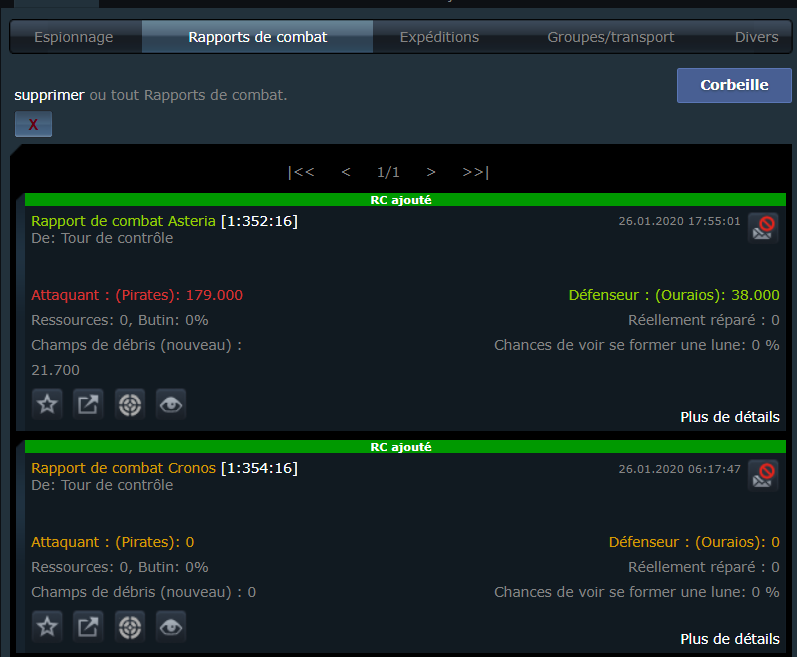 Espionnage Rapports de combat Expéditions Groupes/transport Divers
Corbeille
supprimer ou tout Rapports de combat.
X
|<< < 1/1 > >>|
RC ajouté
Rapport de combat Asteria [1:352:16] 26.01.2020 17:55:01
De: Tour de contrôle
Attaquant : (Pirates): 179.000 Défenseur : (Ouraios): 38.000
Ressources: 0, Butin: 0% Réellement réparé : 0
Champs de débris (nouveau) : Chances de voir se former une lune: 0 %
21.700
Plus de détails
RC ajouté
Rapport de combat Cronos [1:354:16] 26.01.2020 06:17:47
De: Tour de contrôle
Attaquant : (Pirates): 0 Défenseur : (Ouraios): 0
Ressources: 0, Butin: 0% Réellement réparé : 0
Champs de débris (nouveau) : 0 Chances de voir se former une lune: 0 %
Plus de détails